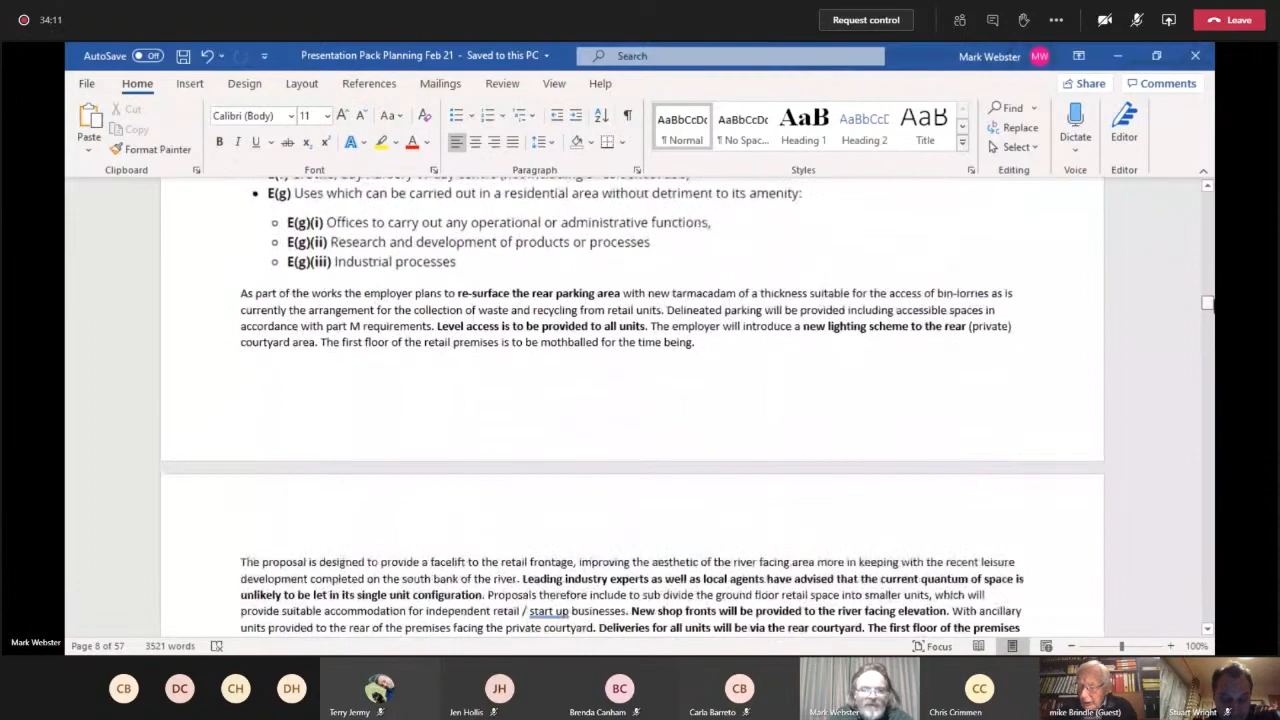 34:11
Request control
Leave
AutoSave Off
Presentation Pack Planning Feb 21 - Saved to this PC
Search
Mark Webster MW
File Home Insert Draw Design Layout References Mailings Review View Help
Share Comments
Paste
Cut
Copy
Format Painter
Clipboard
Calibri (Body) 11
Font
Paragraph
AaBbCcDc AaBbCcDc AaB AaBbCcD AaB
¶ Normal ¶ No Spac... Heading 1 Heading 2 Title
Styles
Find
Replace
Select
Editing
Dictate
Voice
Editor
Editor
• E(g) Uses which can be carried out in a residential area without detriment to its amenity:
○ E(g)(i) Offices to carry out any operational or administrative functions,
○ E(g)(ii) Research and development of products or processes
○ E(g)(iii) Industrial processes
As part of the works the employer plans to re-surface the rear parking area with new tarmacadam of a thickness suitable for the access of bin-lorries as is
currently the arrangement for the collection of waste and recycling from retail units. Delineated parking will be provided including accessible spaces in
accordance with part M requirements. Level access is to be provided to all units. The employer will introduce a new lighting scheme to the rear (private)
courtyard area. The first floor of the retail premises is to be mothballed for the time being.
The proposal is designed to provide a facelift to the retail frontage, improving the aesthetic of the river facing area more in keeping with the recent leisure
development completed on the south bank of the river. Leading industry experts as well as local agents have advised that the current quantum of space is
unlikely to be let in its single unit configuration. Proposals therefore include to sub divide the ground floor retail space into smaller units, which will
provide suitable accommodation for independent retail / start up businesses. New shop fronts will be provided to the river facing elevation. With ancillary
units provided to the rear of the premises facing the private courtyard. Deliveries for all units will be via the rear courtyard. The first floor of the premises
Mark Webster
Page 8 of 57 3521 words
Focus
100%
CB DC CH DH JH BC CB CC
Terry Jermy Jen Hollis Brenda Canham Carla Barreto Mark Webster Chris Crimmen mike Brindle (Guest) Stuart Wright